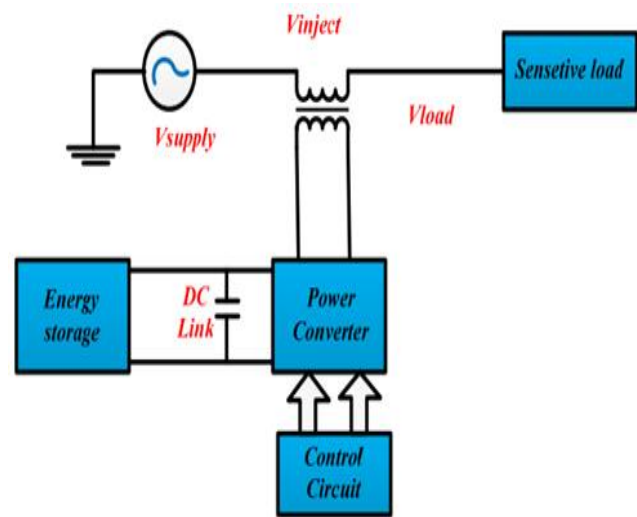 Vinject
Sensetive load
Vsupply
Vload
Energy
storage
DC
Link
Power
Converter
Control
Circuit